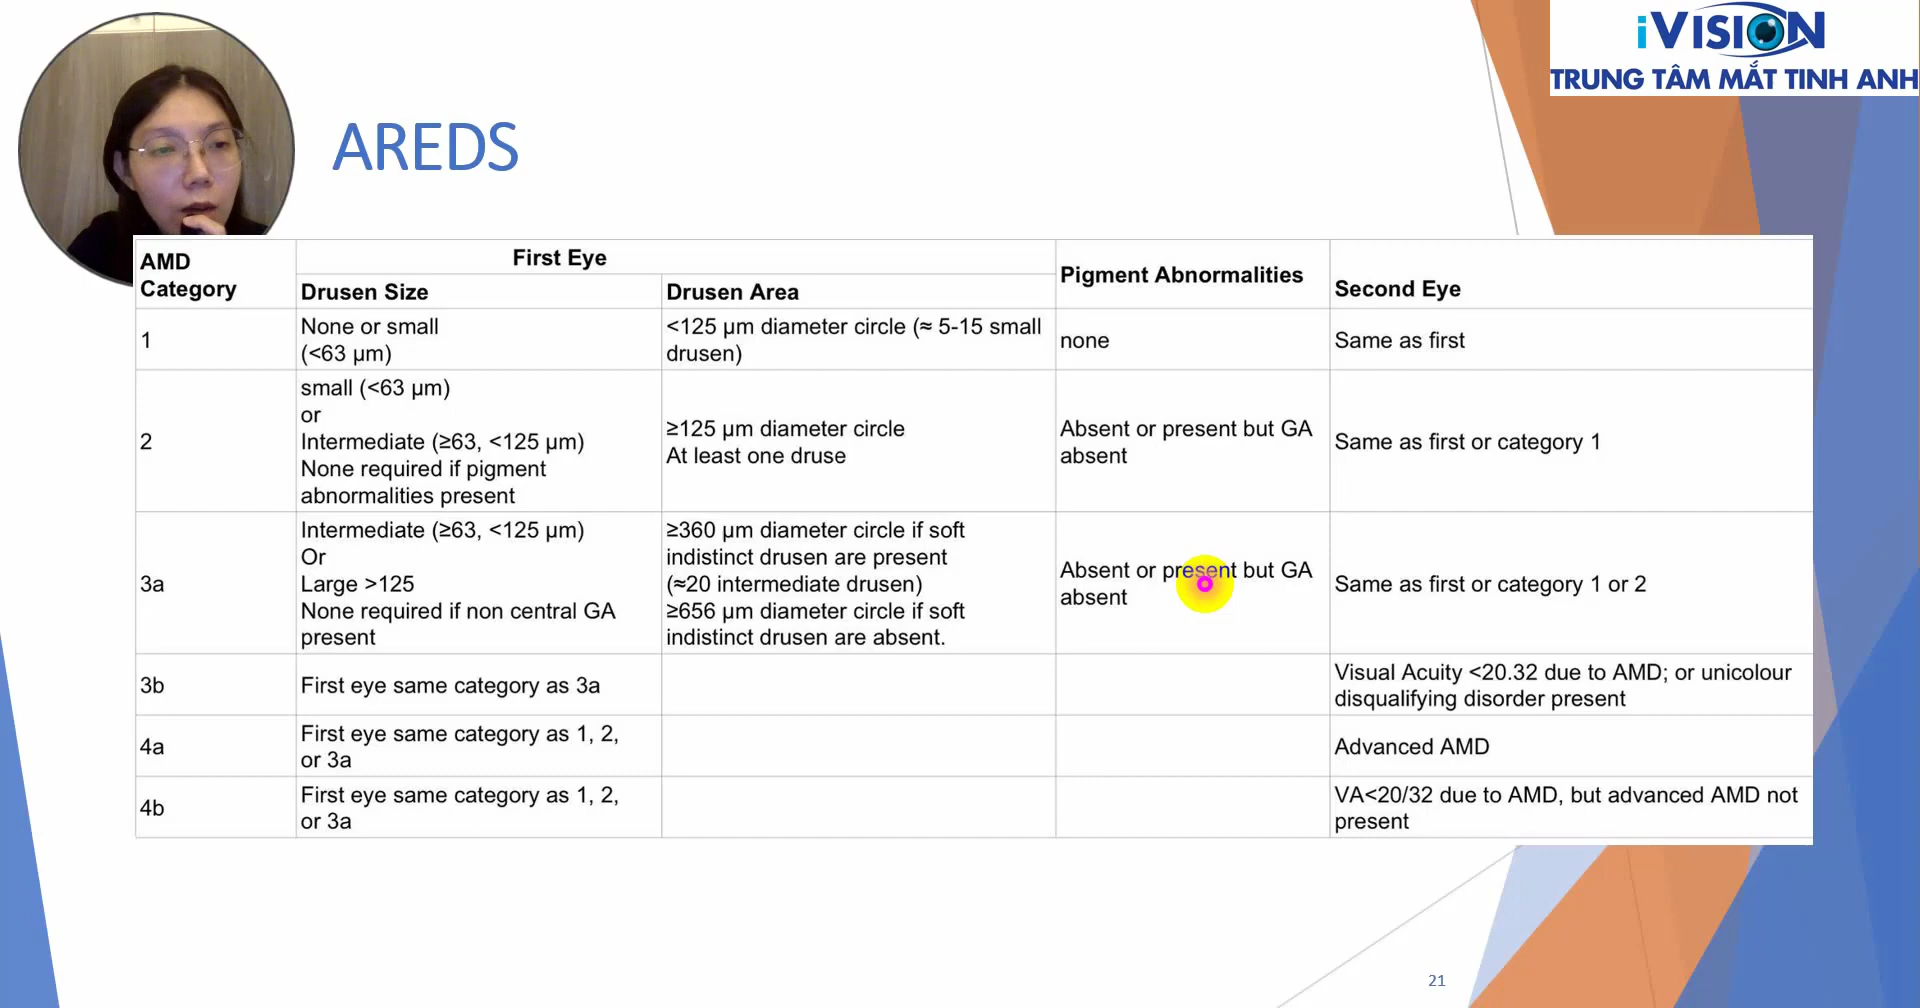 iVISION
TRUNG TÂM MẮT TINH ANH
AREDS
AMD
Category
First Eye
Drusen Size
Drusen Area
Pigment Abnormalities
Second Eye
1
None or small
(<63 µm)
<125 µm diameter circle (≈ 5-15 small
drusen)
none
Same as first
2
small (<63 µm)
or
Intermediate (≥63, <125 µm)
None required if pigment
abnormalities present
≥125 µm diameter circle
At least one druse
Absent or present but GA
absent
Same as first or category 1
3a
Intermediate (≥63, <125 µm)
Or
Large >125
None required if non central GA
present
≥360 µm diameter circle if soft
indistinct drusen are present
(≈20 intermediate drusen)
≥656 µm diameter circle if soft
indistinct drusen are absent.
Absent or present but GA
absent
Same as first or category 1 or 2
3b
First eye same category as 3a
Visual Acuity <20.32 due to AMD; or unicolour
disqualifying disorder present
4a
First eye same category as 1, 2,
or 3a
Advanced AMD
4b
First eye same category as 1, 2,
or 3a
VA<20/32 due to AMD, but advanced AMD not
present
21